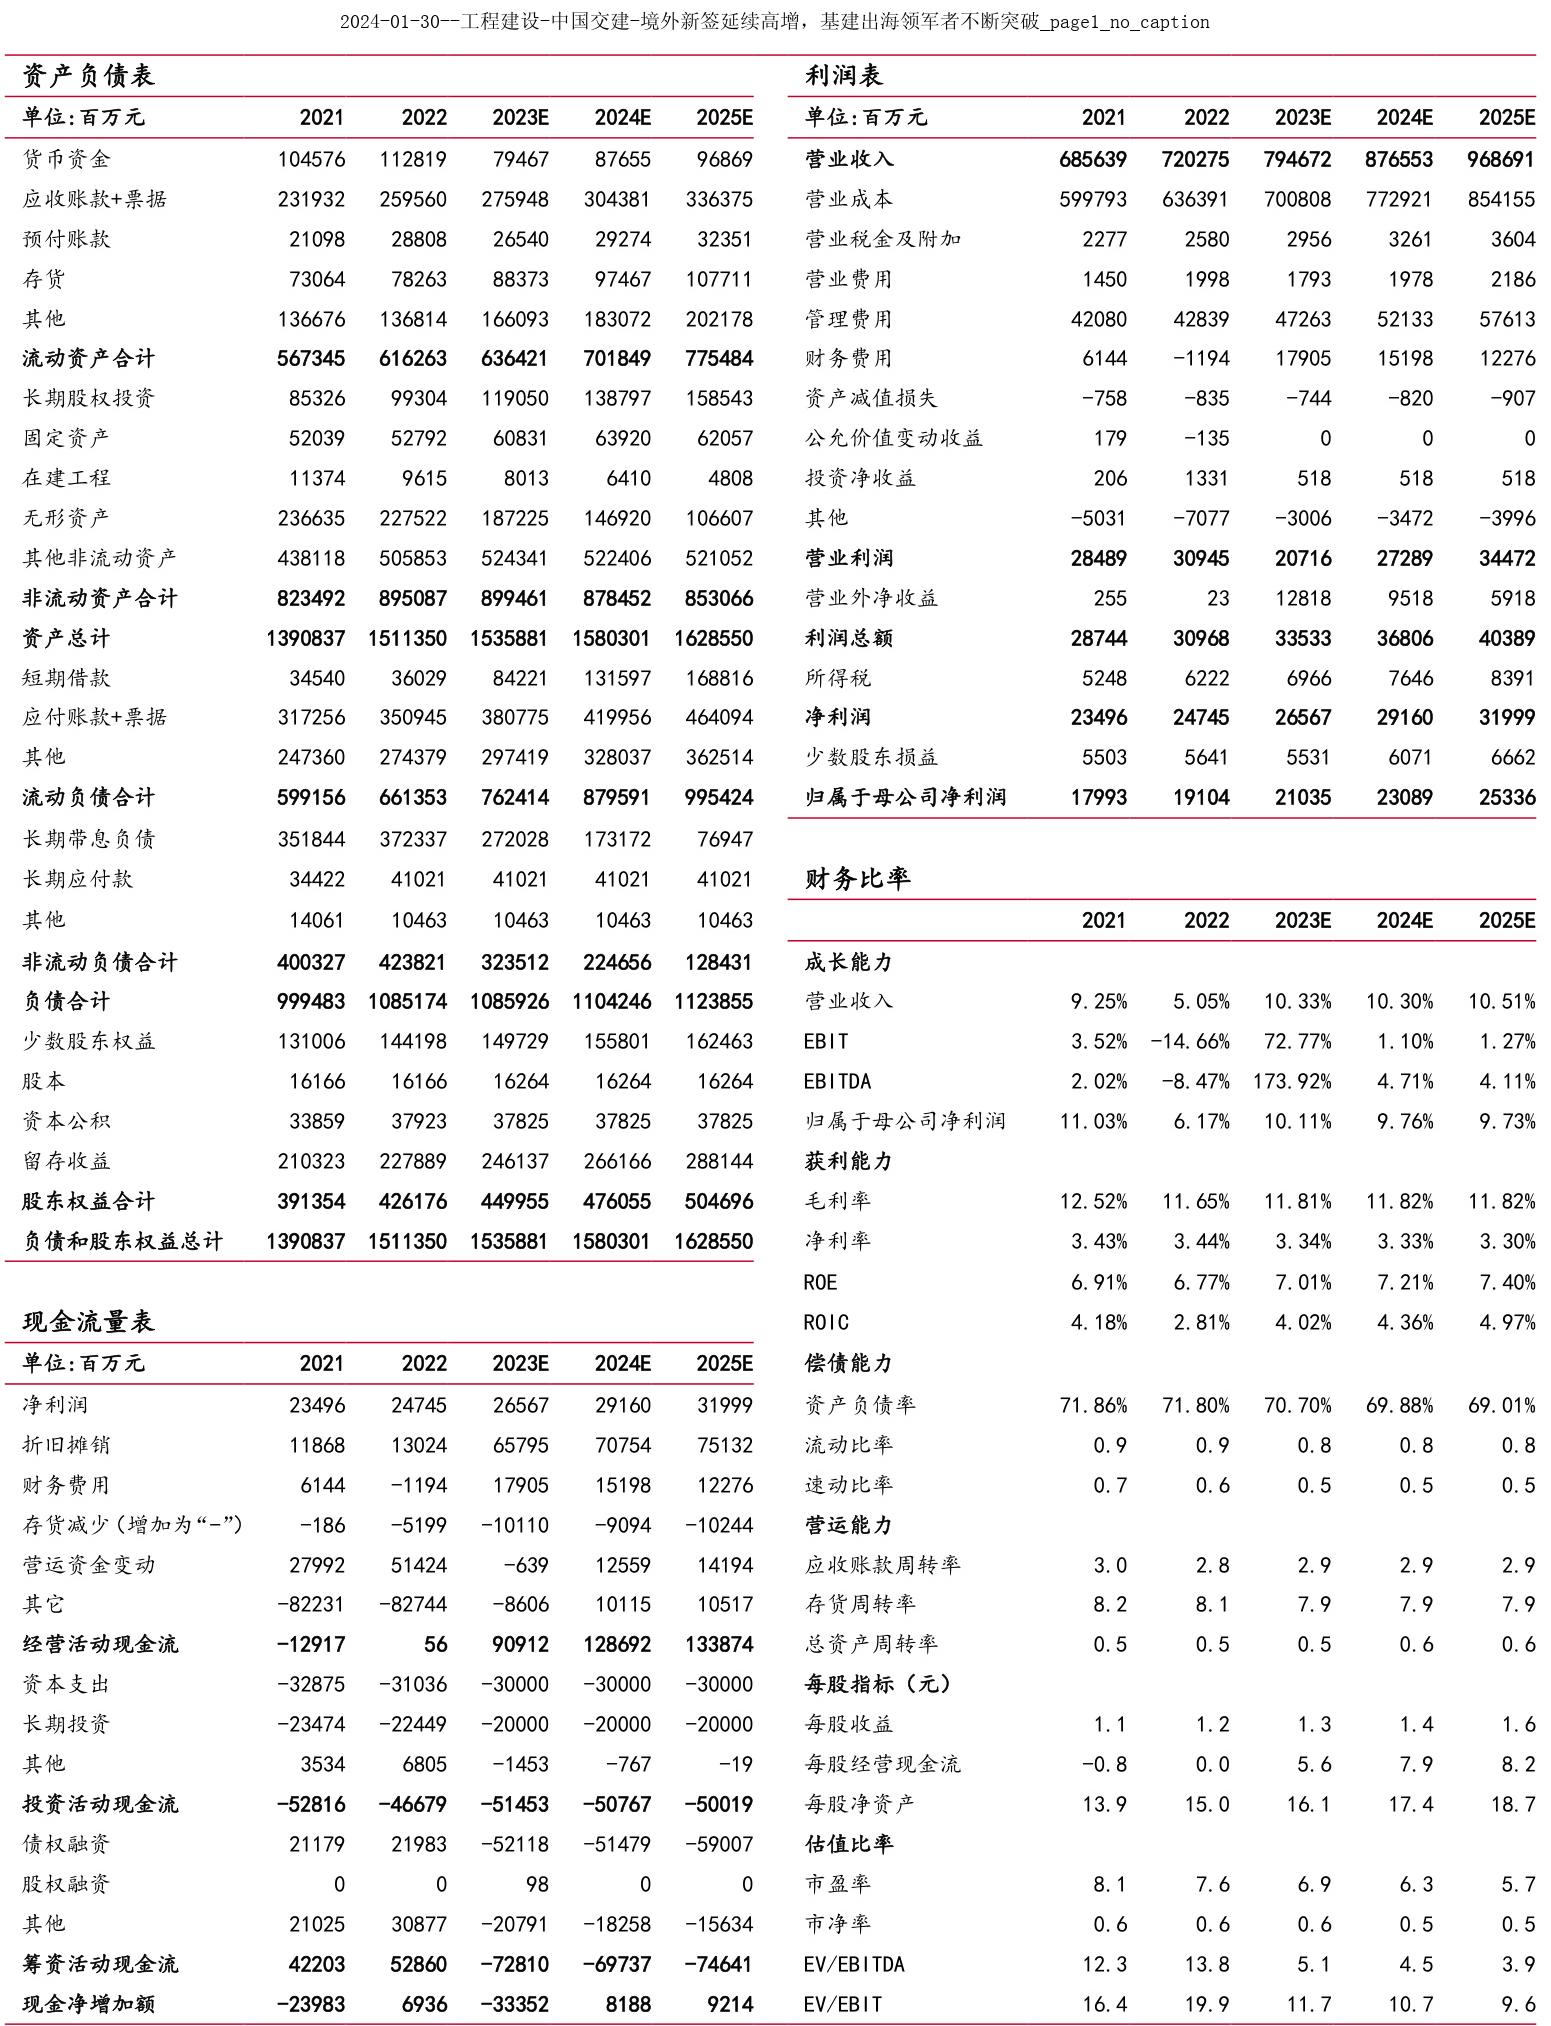 2024-01-30--工程建设-中国交建-境外新签延续高增，基建出海领军者不断突破_page1_no_caption
资产负债表
单位:百万元 2021 2022 2023E 2024E 2025E
货币资金 104576 112819 79467 87655 96869
应收账款+票据 231932 259560 275948 304381 336375
预付账款 21098 28808 26540 29274 32351
存货 73064 78263 88373 97467 107711
其他 136676 136814 166093 183072 202178
流动资产合计 567345 616263 636421 701849 775484
长期股权投资 85326 99304 119050 138797 158543
固定资产 52039 52792 60831 63920 62057
在建工程 11374 9615 8013 6410 4808
无形资产 236635 227522 187225 146920 106607
其他非流动资产 438118 505853 524341 522406 521052
非流动资产合计 823492 895087 899461 878452 853066
资产总计 1390837 1511350 1535881 1580301 1628550
短期借款 34540 36029 84221 131597 168816
应付账款+票据 317256 350945 380775 419956 464094
其他 247360 274379 297419 328037 362514
流动负债合计 599156 661353 762414 879591 995424
长期带息负债 351844 372337 272028 173172 76947
长期应付款 34422 41021 41021 41021 41021
其他 14061 10463 10463 10463 10463
非流动负债合计 400327 423821 323512 224656 128431
负债合计 999483 1085174 1085926 1104246 1123855
少数股东权益 131006 144198 149729 155801 162463
股本 16166 16166 16264 16264 16264
资本公积 33859 37923 37825 37825 37825
留存收益 210323 227889 246137 266166 288144
股东权益合计 391354 426176 449955 476055 504696
负债和股东权益总计 1390837 1511350 1535881 1580301 1628550
现金流量表
单位:百万元 2021 2022 2023E 2024E 2025E
净利润 23496 24745 26567 29160 31999
折旧摊销 11868 13024 65795 70754 75132
财务费用 6144 -1194 17905 15198 12276
存货减少（增加为“-”） -186 -5199 -10110 -9094 -10244
营运资金变动 27992 51424 -639 12559 14194
其它 -82231 -82744 -8606 10115 10517
经营活动现金流 -12917 56 90912 128692 133874
资本支出 -32875 -31036 -30000 -30000 -30000
长期投资 -23474 -22449 -20000 -20000 -20000
其他 3534 6805 -1453 -767 -19
投资活动现金流 -52816 -46679 -51453 -50767 -50019
债权融资 21179 21983 -52118 -51479 -59007
股权融资 0 0 98 0 0
其他 21025 30877 -20791 -18258 -15634
筹资活动现金流 42203 52860 -72810 -69737 -74641
现金净增加额 -23983 6936 -33352 8188 9214
利润表
单位:百万元 2021 2022 2023E 2024E 2025E
营业收入 685639 720275 794672 876553 968691
营业成本 599793 636391 700808 772921 854155
营业税金及附加 2277 2580 2956 3261 3604
营业费用 1450 1998 1793 1978 2186
管理费用 42080 42839 47263 52133 57613
财务费用 6144 -1194 17905 15198 12276
资产减值损失 -758 -835 -744 -820 -907
公允价值变动收益 179 -135 0 0 0
投资净收益 206 1331 518 518 518
其他 -5031 -7077 -3006 -3472 -3996
营业利润 28489 30945 20716 27289 34472
营业外净收益 255 23 12818 9518 5918
利润总额 28744 30968 33533 36806 40389
所得税 5248 6222 6966 7646 8391
净利润 23496 24745 26567 29160 31999
少数股东损益 5503 5641 5531 6071 6662
归属于母公司净利润 17993 19104 21035 23089 25336
财务比率
2021 2022 2023E 2024E 2025E
成长能力
营业收入 9.25% 5.05% 10.33% 10.30% 10.51%
EBIT 3.52% -14.66% 72.77% 1.10% 1.27%
EBITDA 2.02% -8.47% 173.92% 4.71% 4.11%
归属于母公司净利润 11.03% 6.17% 10.11% 9.76% 9.73%
获利能力
毛利率 12.52% 11.65% 11.81% 11.82% 11.82%
净利率 3.43% 3.44% 3.34% 3.33% 3.30%
ROE 6.91% 6.77% 7.01% 7.21% 7.40%
ROIC 4.18% 2.81% 4.02% 4.36% 4.97%
偿债能力
资产负债率 71.86% 71.80% 70.70% 69.88% 69.01%
流动比率 0.9 0.9 0.8 0.8 0.8
速动比率 0.7 0.6 0.5 0.5 0.5
营运能力
应收账款周转率 3.0 2.8 2.9 2.9 2.9
存货周转率 8.2 8.1 7.9 7.9 7.9
总资产周转率 0.5 0.5 0.5 0.6 0.6
每股指标（元）
每股收益 1.1 1.2 1.3 1.4 1.6
每股经营现金流 -0.8 0.0 5.6 7.9 8.2
每股净资产 13.9 15.0 16.1 17.4 18.7
估值比率
市盈率 8.1 7.6 6.9 6.3 5.7
市净率 0.6 0.6 0.6 0.5 0.5
EV/EBITDA 12.3 13.8 5.1 4.5 3.9
EV/EBIT 16.4 19.9 11.7 10.7 9.6